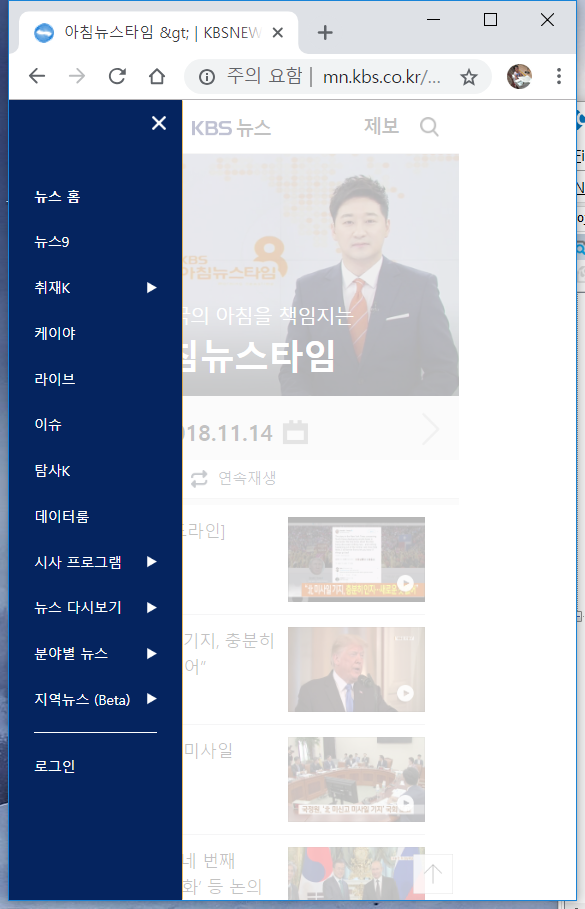 아침뉴스타임 &gt; | KBSNEW
주의 요함 | mn.kbs.co.kr/...
뉴스 홈
뉴스9
취재K
케이야
라이브
이슈
탐사K
데이터룸
시사 프로그램
뉴스 다시보기
분야별 뉴스
지역뉴스 (Beta)
로그인
KBS 뉴스
제보
KBS
아침뉴스타임
국의 아침을 책임지는
침뉴스타임
018.11.14
연속재생
드라인]
기지, 충분히
어"
미사일
네 번째
화' 등 논의